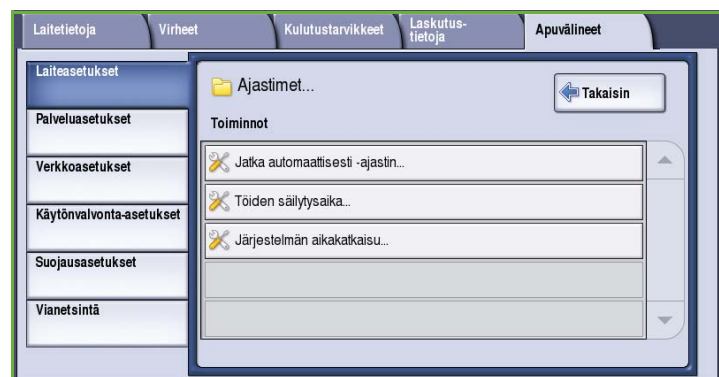 Laitetietoja
Virheet
Kulutustarvikkeet
Laskutus-
tietoja
Apuvälineet
Laiteasetukset
Palveluasetukset
Verkkoasetukset
Käytönvalvonta-asetukset
Suojausasetukset
Vianetsintä
Ajastimet...
Takaisin
Toiminnot
Jatka automaattisesti -ajastin...
Töiden säilytysaika...
Järjestelmän aikakatkaisu...